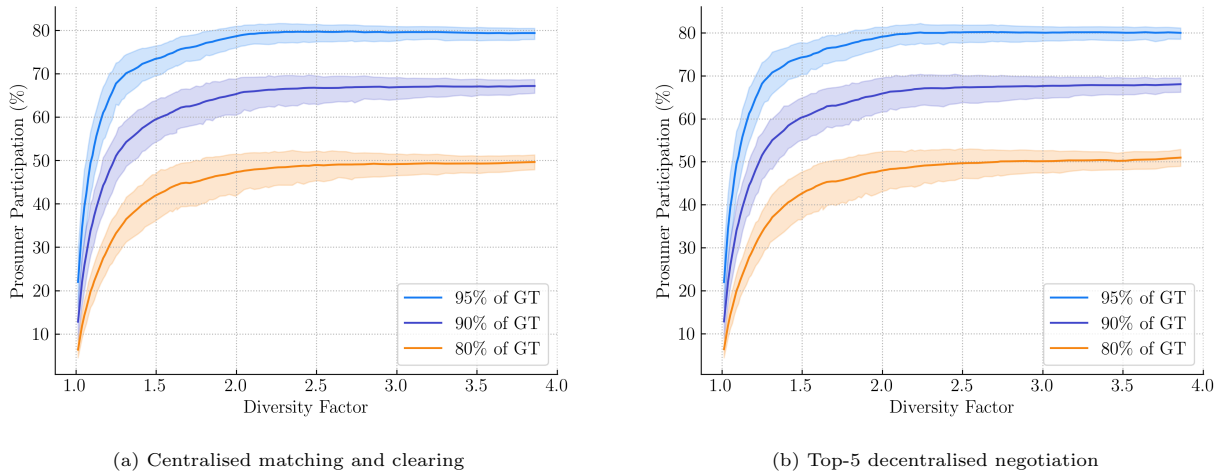 80
70
60
50
40
30
20
10
Prosumer Participation (%)
95% of GT
90% of GT
80% of GT
1.0 1.5 2.0 2.5 3.0 3.5 4.0
Diversity Factor
(a) Centralised matching and clearing
80
70
60
50
40
30
20
10
Prosumer Participation (%)
95% of GT
90% of GT
80% of GT
1.0 1.5 2.0 2.5 3.0 3.5 4.0
Diversity Factor
(b) Top-5 decentralised negotiation